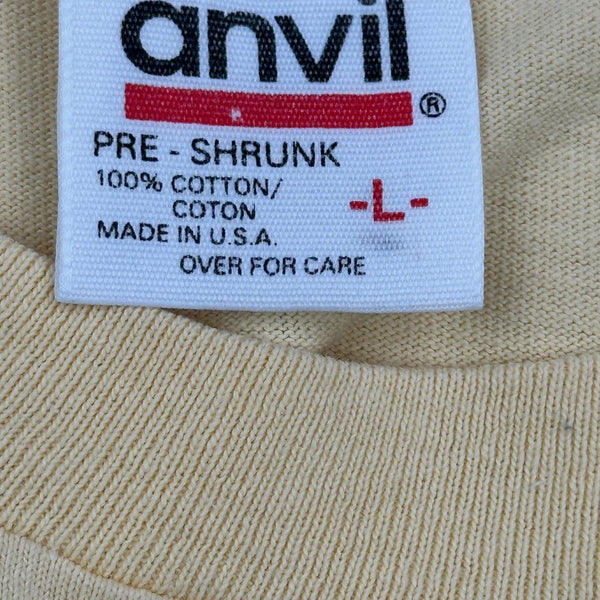 anvil
®
PRE - SHRUNK
100% COTTON/
COTON
-L-
MADE IN U.S.A.
OVER FOR CARE